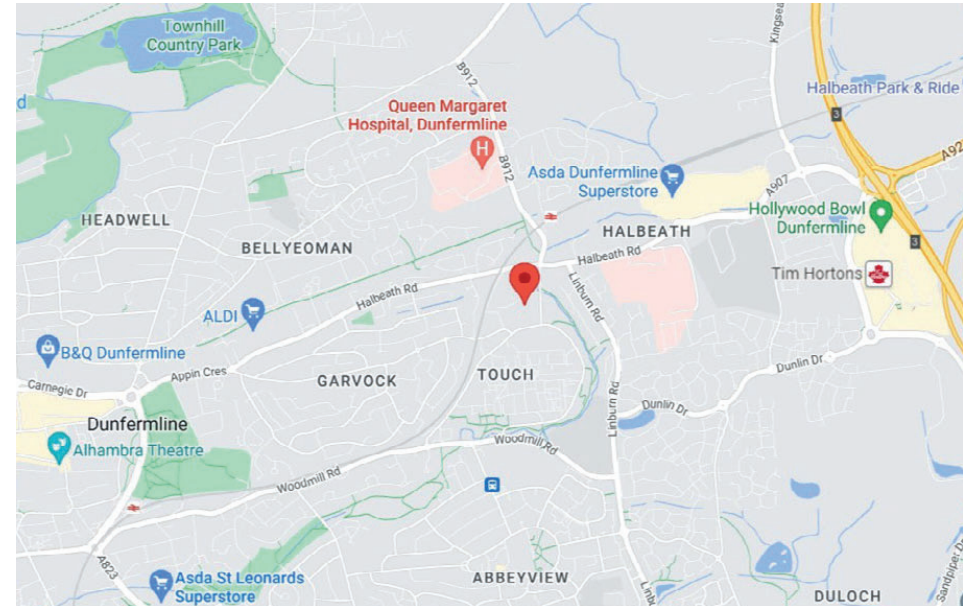 Townhill
Country Park
Kingsea
B912
Halbeath Park & Ride
3
Queen Margaret
Hospital, Dunfermline
H
A92
B912
Asda Dunfermline
Superstore
A907
d
HEADWELL
Hollywood Bowl
Dunfermline
HALBEATH
3
BELLYEOMAN
Halbeath Rd
Tim Hortons
Halbeath Rd
Linburn Rd
ALDI
B&Q Dunfermline
Appin Cres
Dunlin Dr
Carnegie Dr
GARVOCK
TOUCH
Dunlin Dr
Linburn Rd
Dunfermline
Alhambra Theatre
Woodmill Rd
Woodmill Rd
A823
Asda St Leonards
Superstore
ABBEYVIEW
Linbu
DULOCH
Sandpiper Dr